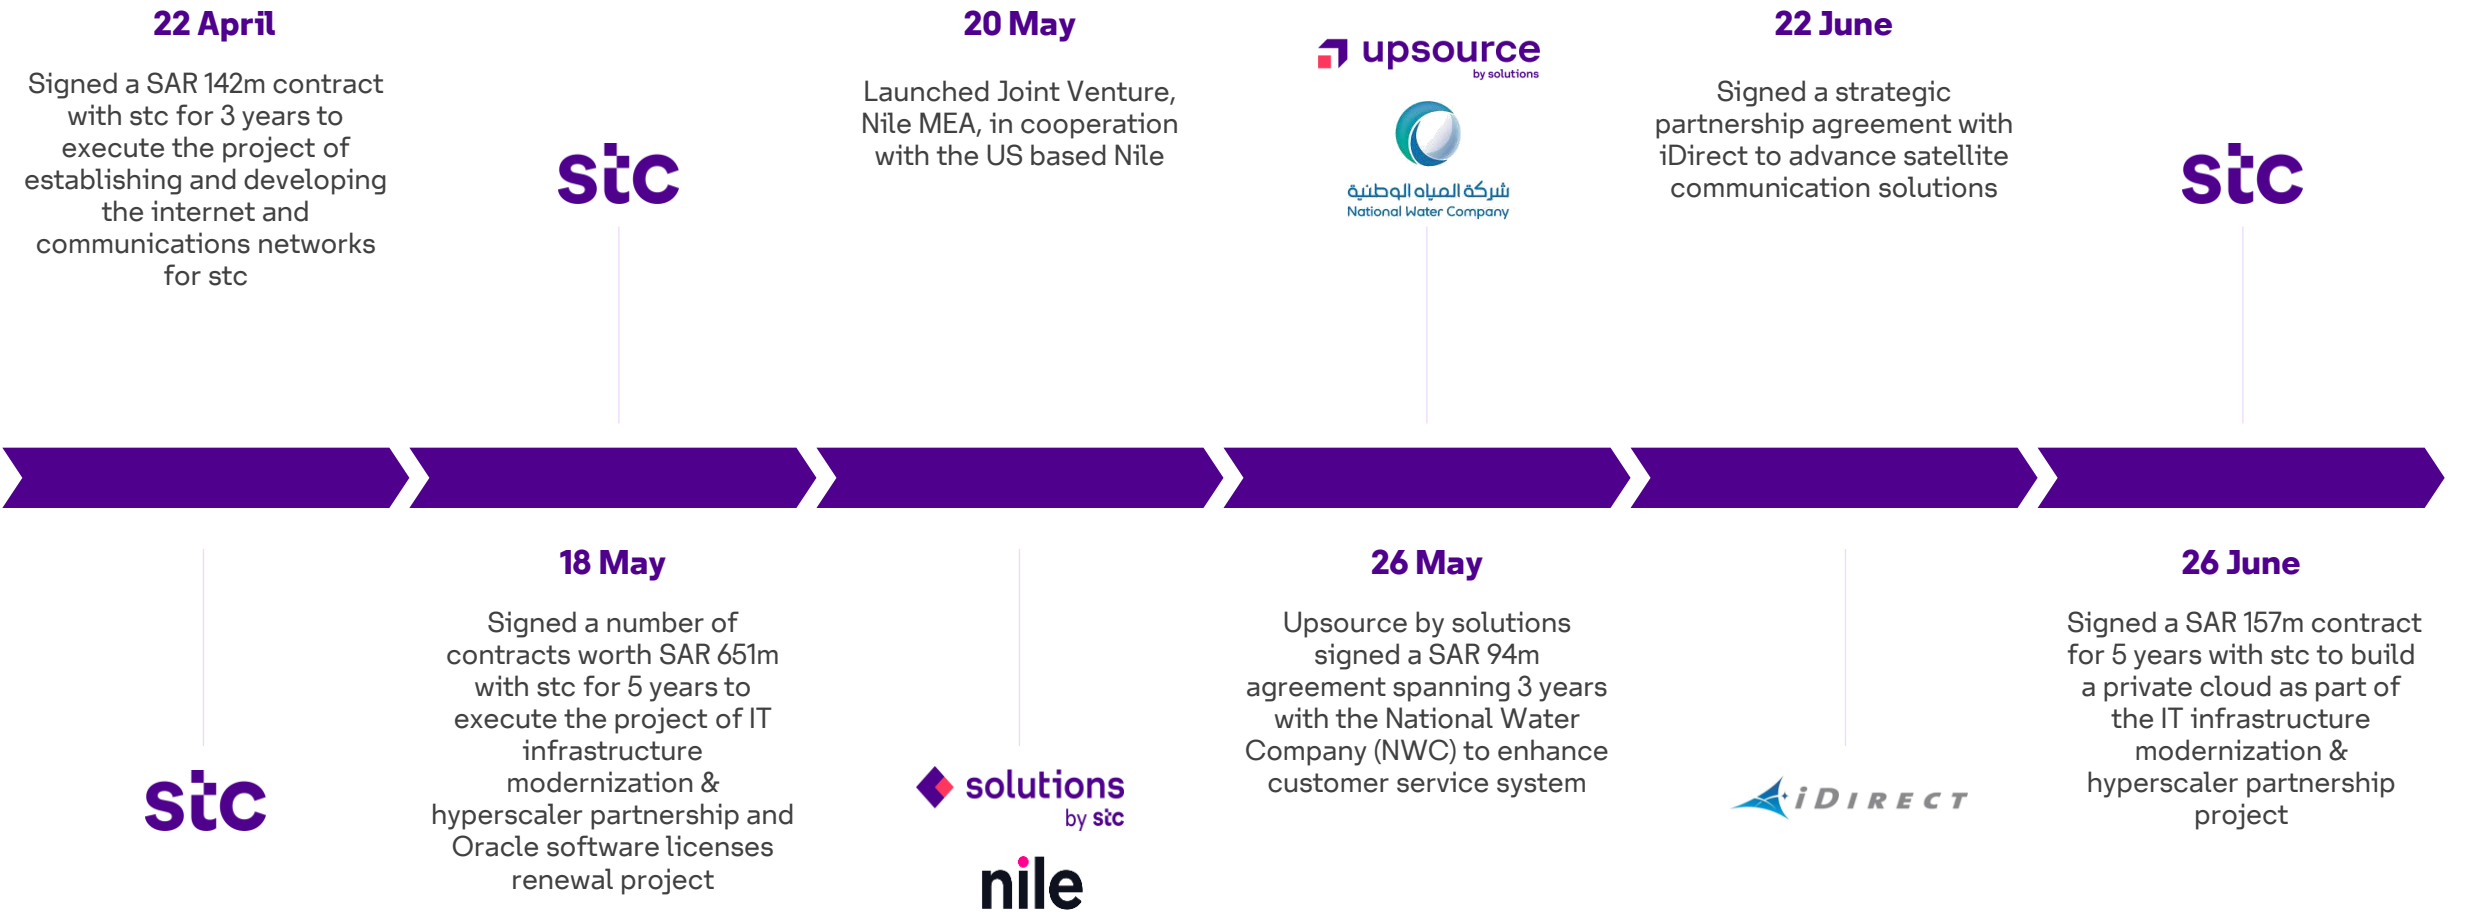 22 April
Signed a SAR 142m contract
with stc for 3 years to
execute the project of
establishing and developing
the internet and
communications networks
for stc
stc
18 May
Signed a number of
contracts worth SAR 651m
with stc for 5 years to
execute the project of IT
infrastructure
modernization &
hyperscaler partnership and
Oracle software licenses
renewal project
stc
20 May
Launched Joint Venture,
Nile MEA, in cooperation
with the US based Nile
solutions
by stc
nile
upsource
by solutions
شركة المياه الوطنية
National Water Company
26 May
Upsource by solutions
signed a SAR 94m
agreement spanning 3 years
with the National Water
Company (NWC) to enhance
customer service system
22 June
Signed a strategic
partnership agreement with
iDirect to advance satellite
communication solutions
iDIRECT
stc
26 June
Signed a SAR 157m contract
for 5 years with stc to build
a private cloud as part of
the IT infrastructure
modernization &
hyperscaler partnership
project